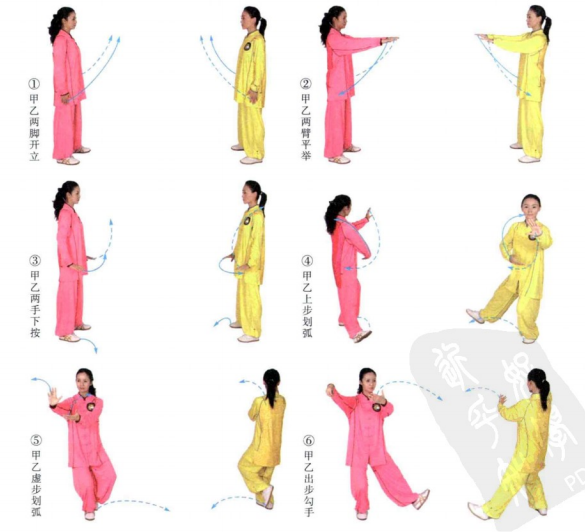 ① 甲乙两脚开立
② 甲乙两臂平举
③ 甲乙两手下按
④ 甲乙上步划弧
⑤ 甲乙虚步划弧
⑥ 甲乙出步勾手
PD